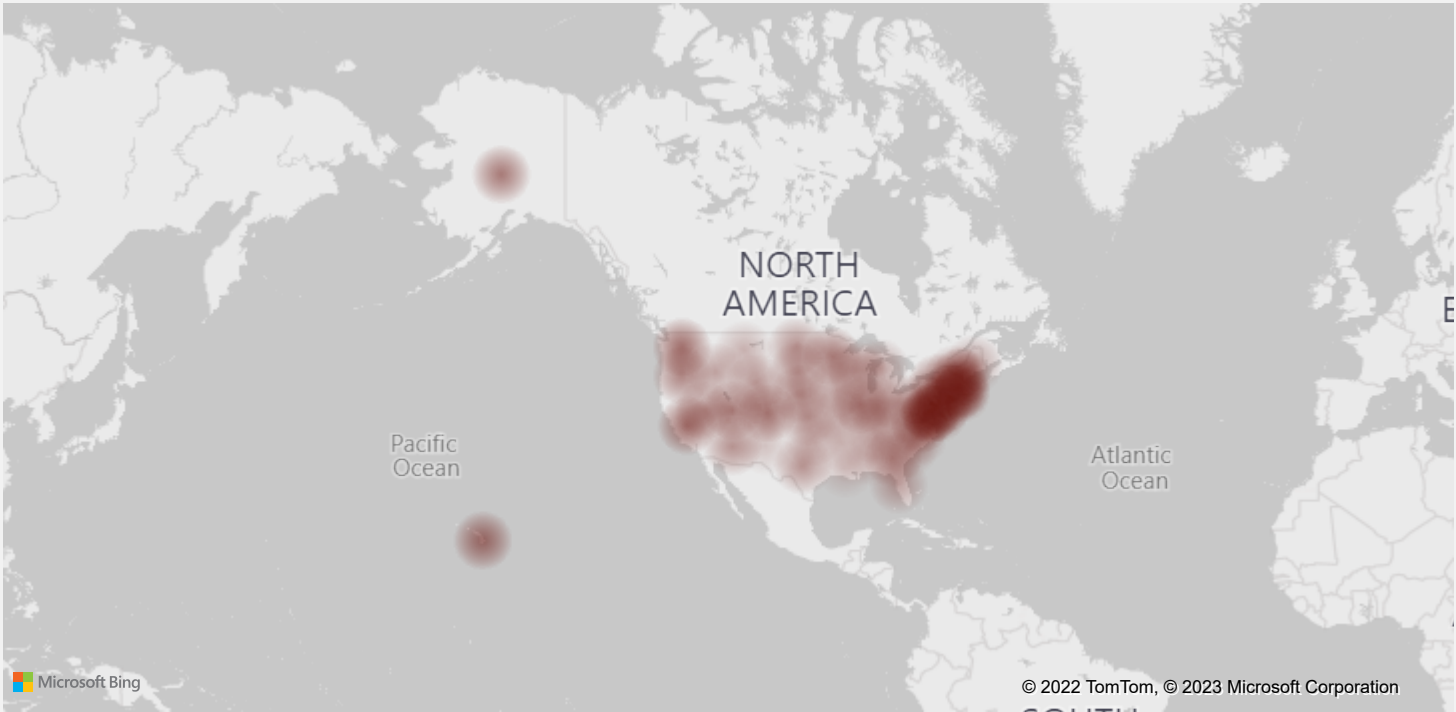 NORTH
AMERICA
Pacific
Ocean
Atlantic
Ocean
Microsoft Bing
© 2022 TomTom, © 2023 Microsoft Corporation